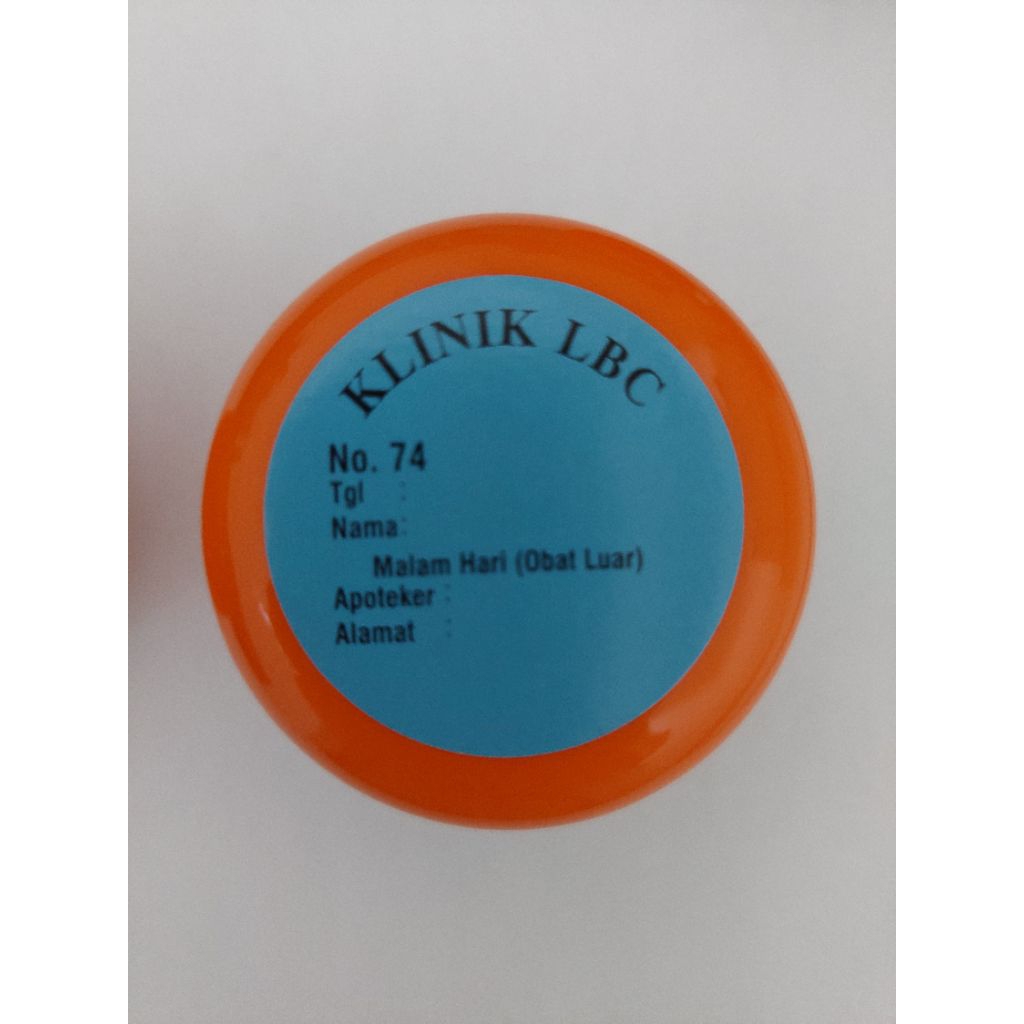 KLINIK LBC
No. 74
Tgl :
Nama:
Malam Hari (Obat Luar)
Apoteker :
Alamat :